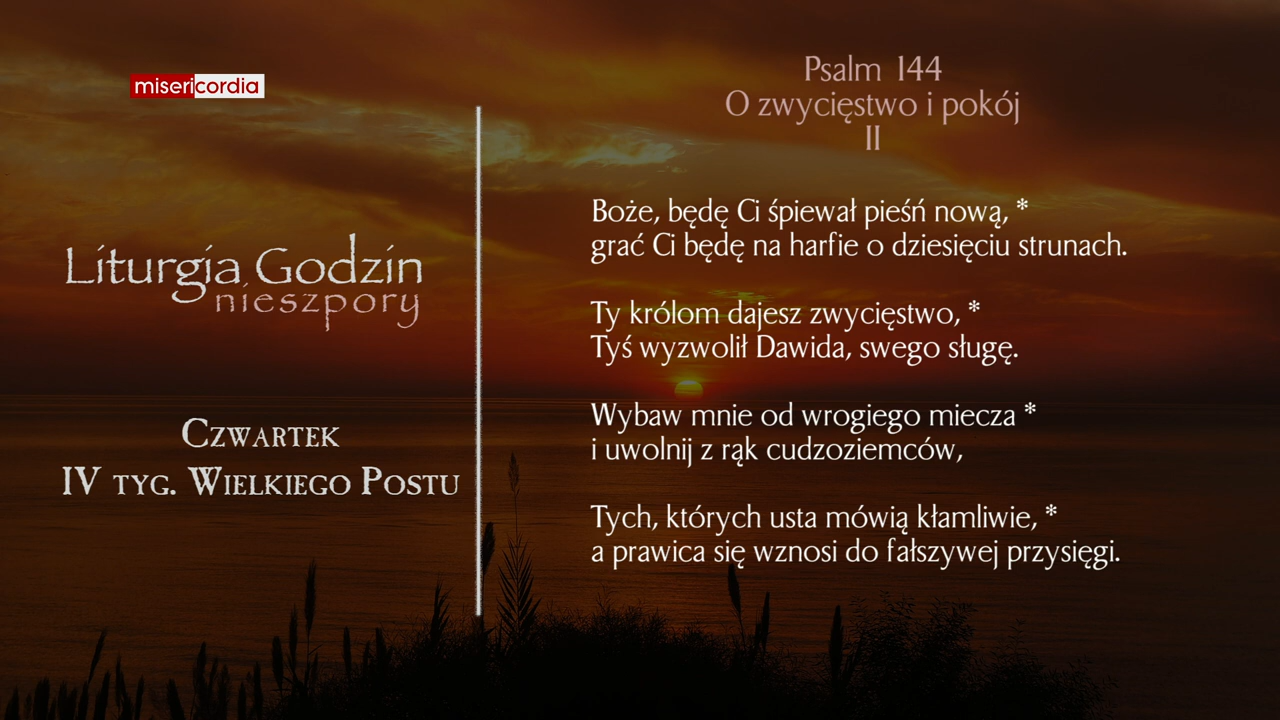 misericordia
Liturgia Godzin
nieszpory
Czwartek
IV tyg. Wielkiego Postu
Psalm 144
O zwycięstwo i pokój
II
Boże, będę Ci śpiewał pieśń nową, *
grać Ci będę na harfie o dziesięciu strunach.
Ty królom dajesz zwycięstwo, *
Tyś wyzwolił Dawida, swego sługę.
Wybaw mnie od wrogiego miecza *
i uwolnij z rąk cudzoziemców,
Tych, których usta mówią kłamliwie, *
a prawica się wznosi do fałszywej przysięgi.